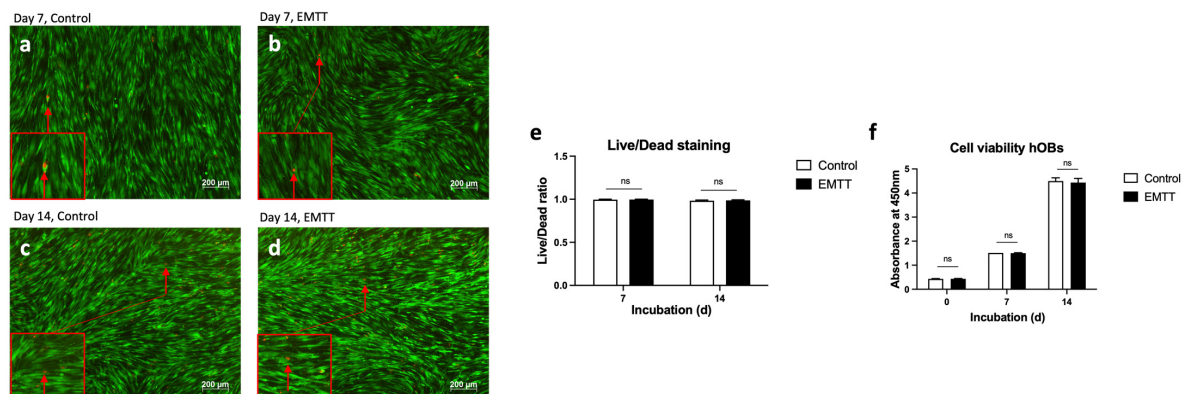 Day 7, Control
a
200 µm
Day 7, EMTT
b
200 µm
Day 14, Control
c
200 µm
Day 14, EMTT
d
200 µm
e
Live/Dead staining
Live/Dead ratio
1.5
1.0
0.5
0.0
ns
ns
7
14
Incubation (d)
Control
EMTT
f
Cell viability hOBs
Absorbance at 450nm
5
4
3
2
1
0
ns
ns
ns
0
7
14
Incubation (d)
Control
EMTT